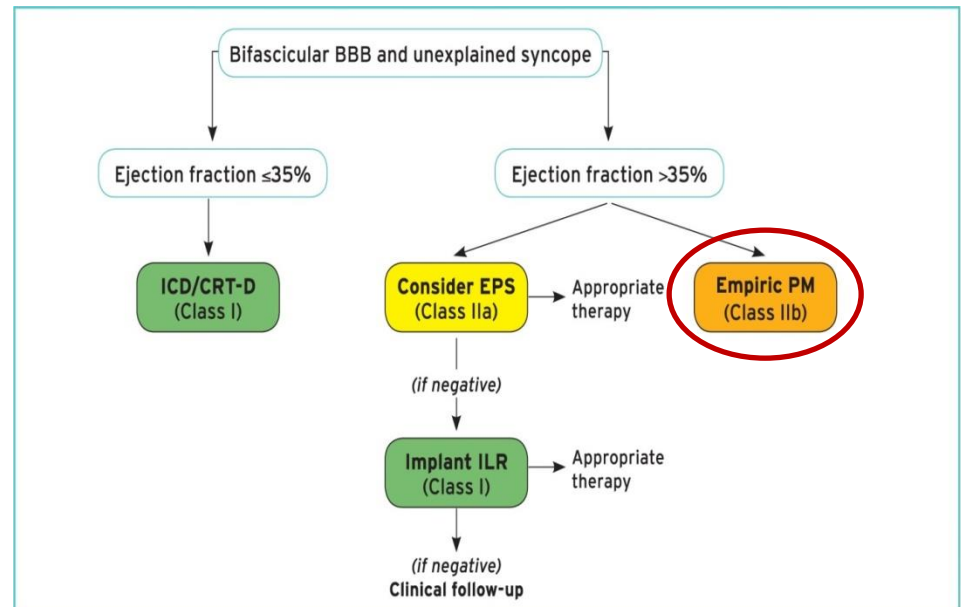 Bifascicular BBB and unexplained syncope
Ejection fraction ≤35%
Ejection fraction >35%
ICD/CRT-D
(Class I)
Consider EPS
(Class IIa)
Appropriate
therapy
Empiric PM
(Class IIb)
(if negative)
Implant ILR
(Class I)
Appropriate
therapy
(if negative)
Clinical follow-up